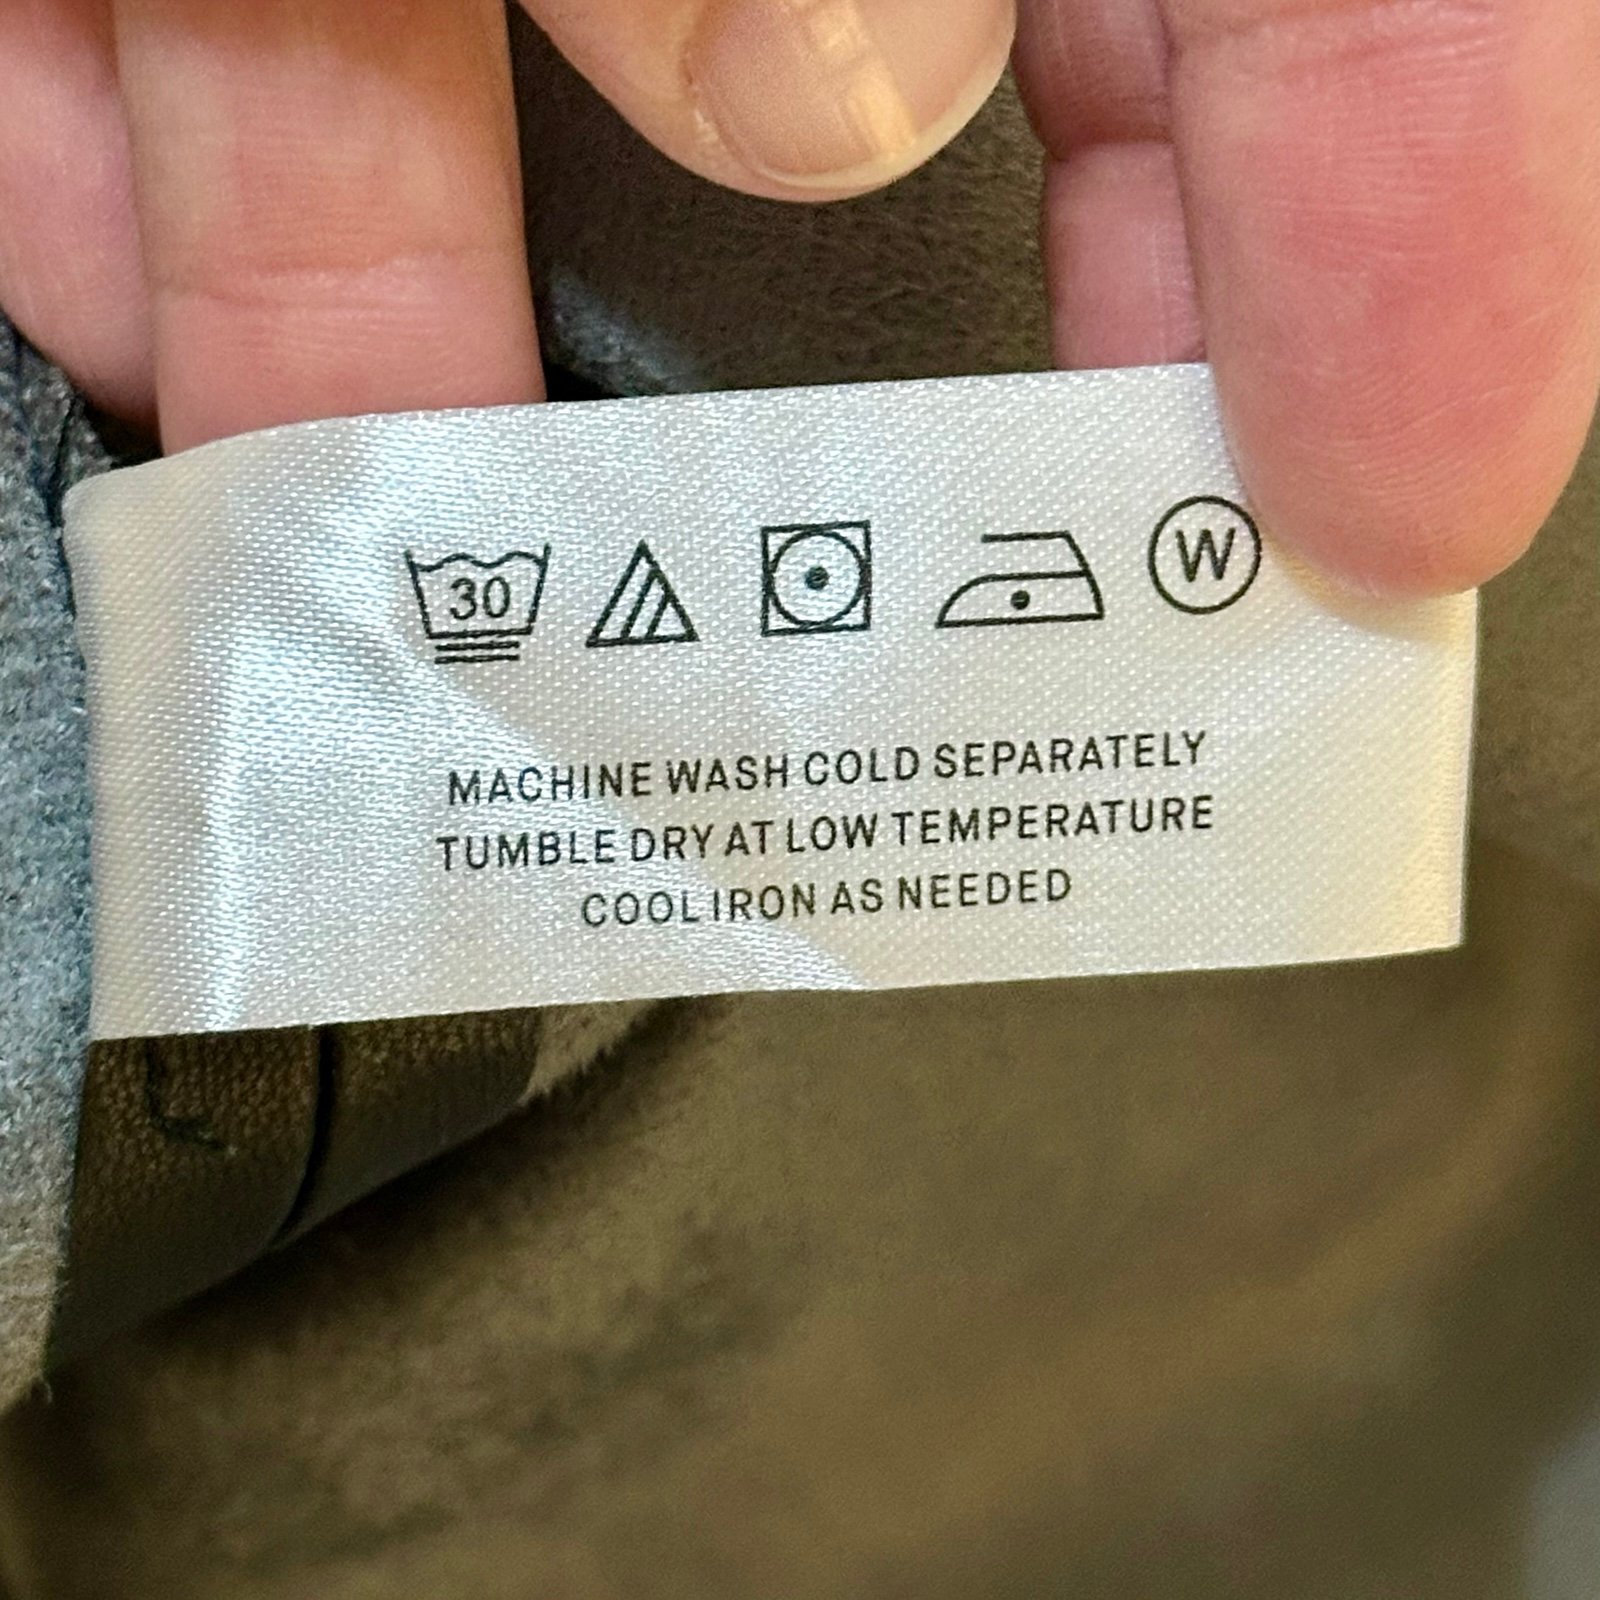 30 W
MACHINE WASH COLD SEPARATELY
TUMBLE DRY AT LOW TEMPERATURE
COOL IRON AS NEEDED